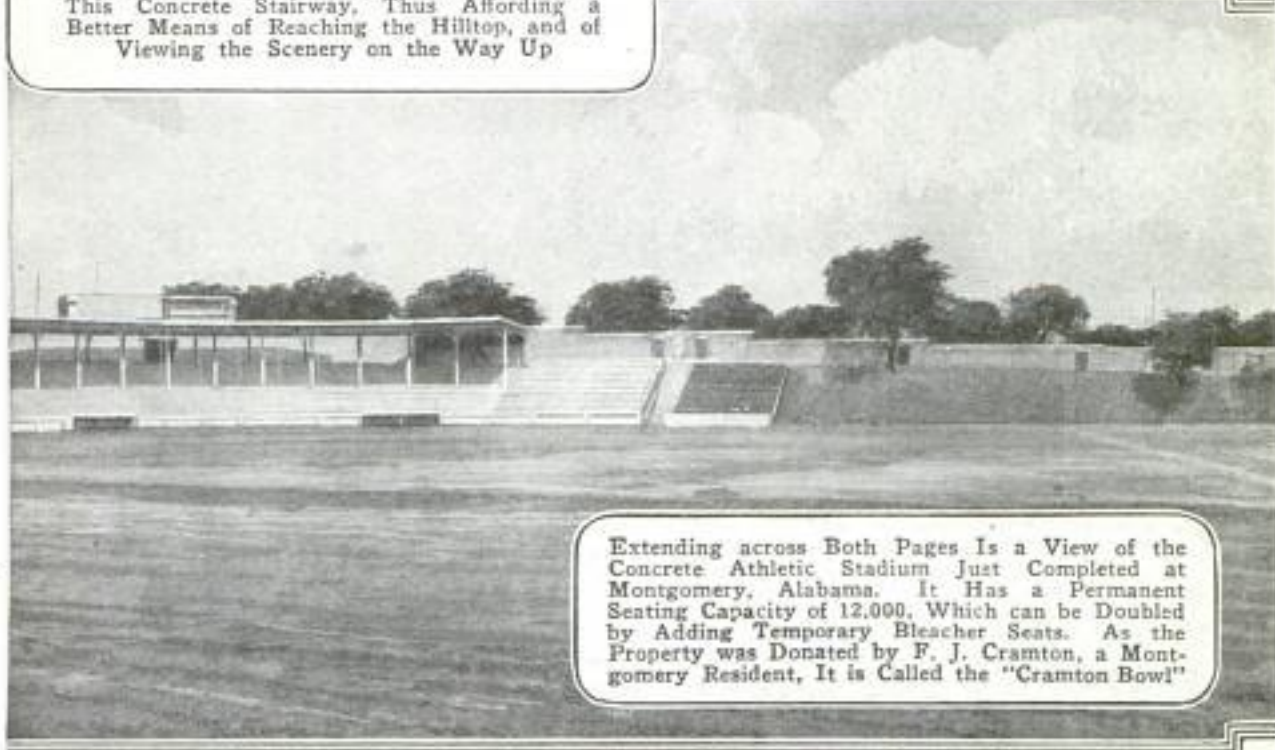 This Concrete Stairway, Thus Affording a
Better Means of Reaching the Hilltop, and of
Viewing the Scenery on the Way Up
Extending across Both Pages Is a View of the
Concrete Athletic Stadium Just Completed at
Montgomery, Alabama. It Has a Permanent
Seating Capacity of 12,000, Which can be Doubled
by Adding Temporary Bleacher Seats. As the
Property was Donated by F. J. Cramton, a Mont-
gomery Resident, It is Called the "Cramton Bowl"